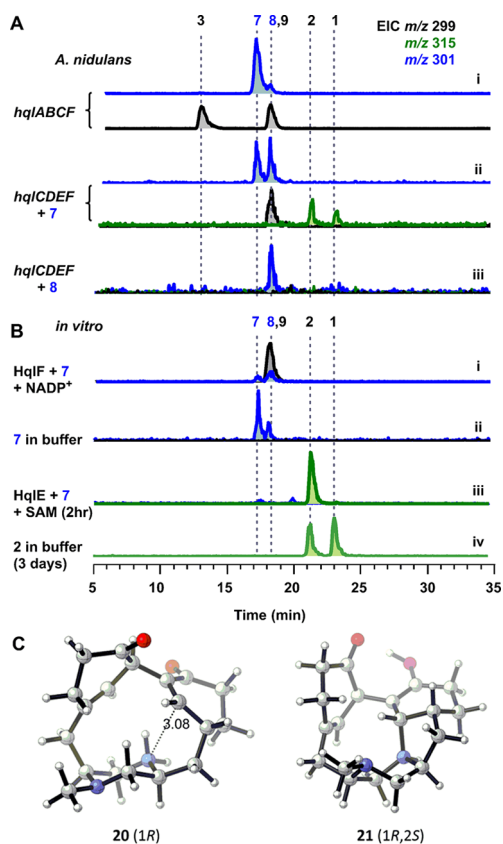 A
3 7 8,9 2 1
EIC m/z 299
m/z 315
m/z 301
A. nidulans
i
hqlABCF
ii
hqlCDEF
+ 7
hqlCDEF
+ 8
iii
B
in vitro
7 8,9 2 1
HqlF + 7
+ NADP⁺
i
7 in buffer
ii
HqlE + 7
+ SAM (2hr)
iii
2 in buffer
(3 days)
iv
5 10 15 20 25 30 35
Time (min)
C
3.08
20 (1R)
21 (1R,2S)